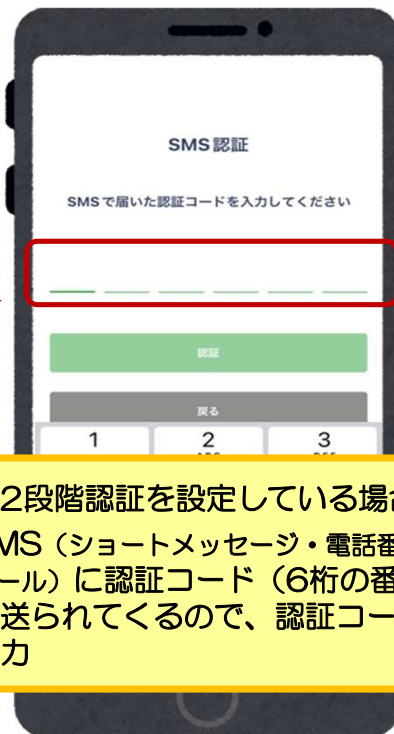 SMS認証
SMSで届いた認証コードを入力してください
認証
戻る
1 2 3
2段階認証を設定している場合
MS（ショートメッセージ・電話番
ール）に認証コード（6桁の番
送られてくるので、認証コー
力